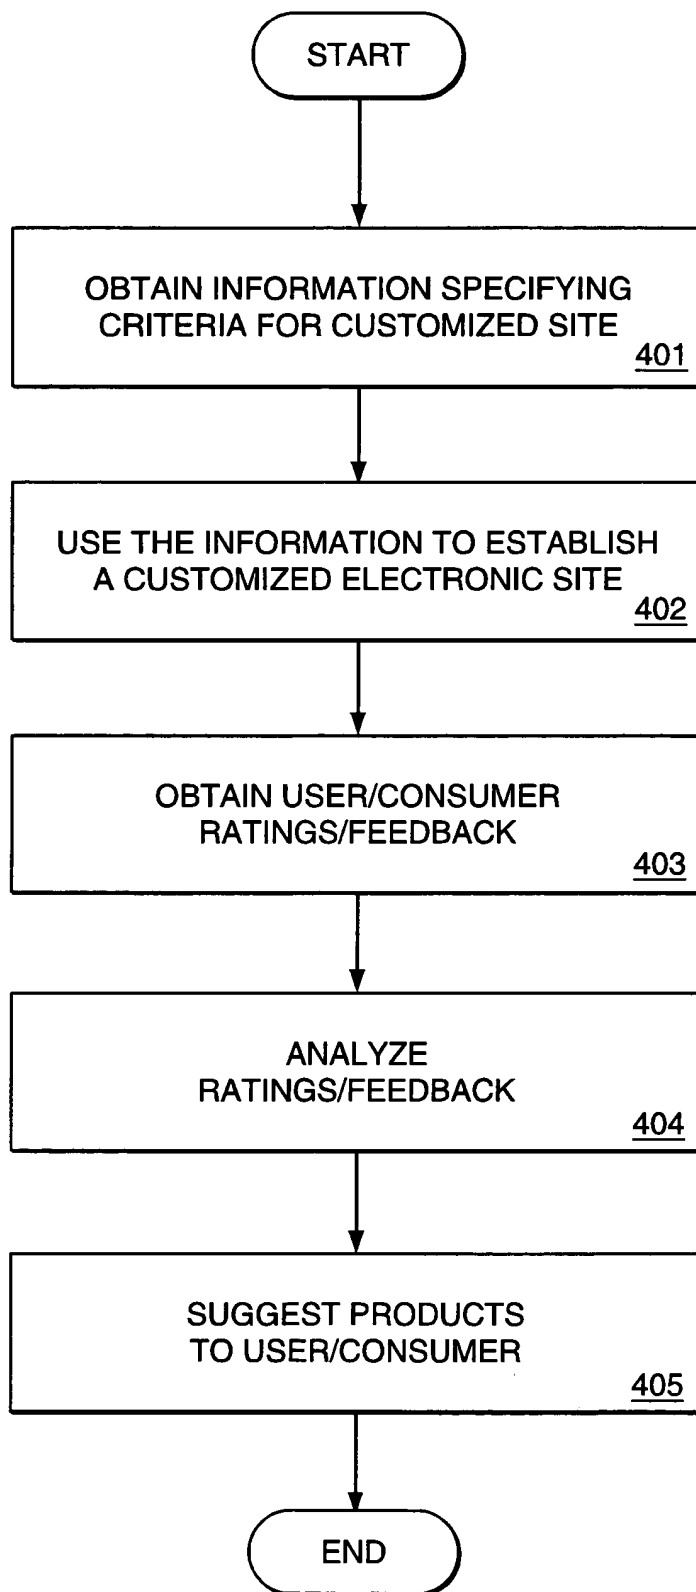 START
OBTAIN INFORMATION SPECIFYING
CRITERIA FOR CUSTOMIZED SITE
401
USE THE INFORMATION TO ESTABLISH
A CUSTOMIZED ELECTRONIC SITE
402
OBTAIN USER/CONSUMER
RATINGS/FEEDBACK
403
ANALYZE
RATINGS/FEEDBACK
404
SUGGEST PRODUCTS
TO USER/CONSUMER
405
END